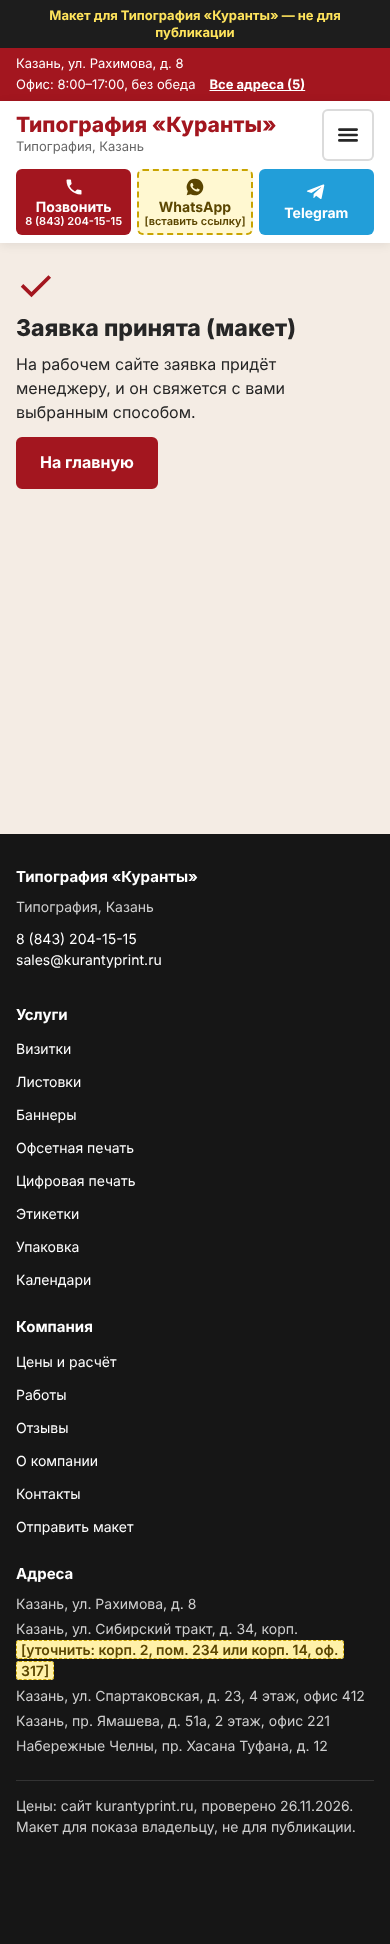 Макет для Типография «Куранты» — не для
публикации
Казань, ул. Рахимова, д. 8
Офис: 8:00–17:00, без обеда Все адреса (5)
Типография «Куранты»
Типография, Казань
Позвонить
8 (843) 204-15-15
WhatsApp
[вставить ссылку]
Telegram
Заявка принята (макет)
На рабочем сайте заявка придёт
менеджеру, и он свяжется с вами
выбранным способом.
На главную
Типография «Куранты»
Типография, Казань
8 (843) 204-15-15
sales@kurantyprint.ru
Услуги
Визитки
Листовки
Баннеры
Офсетная печать
Цифровая печать
Этикетки
Упаковка
Календари
Компания
Цены и расчёт
Работы
Отзывы
О компании
Контакты
Отправить макет
Адреса
Казань, ул. Рахимова, д. 8
Казань, ул. Сибирский тракт, д. 34, корп.
[уточнить: корп. 2, пом. 234 или корп. 14, оф.
317]
Казань, ул. Спартаковская, д. 23, 4 этаж, офис 412
Казань, пр. Ямашева, д. 51а, 2 этаж, офис 221
Набережные Челны, пр. Хасана Туфана, д. 12
Цены: сайт kurantyprint.ru, проверено 26.11.2026.
Макет для показа владельцу, не для публикации.